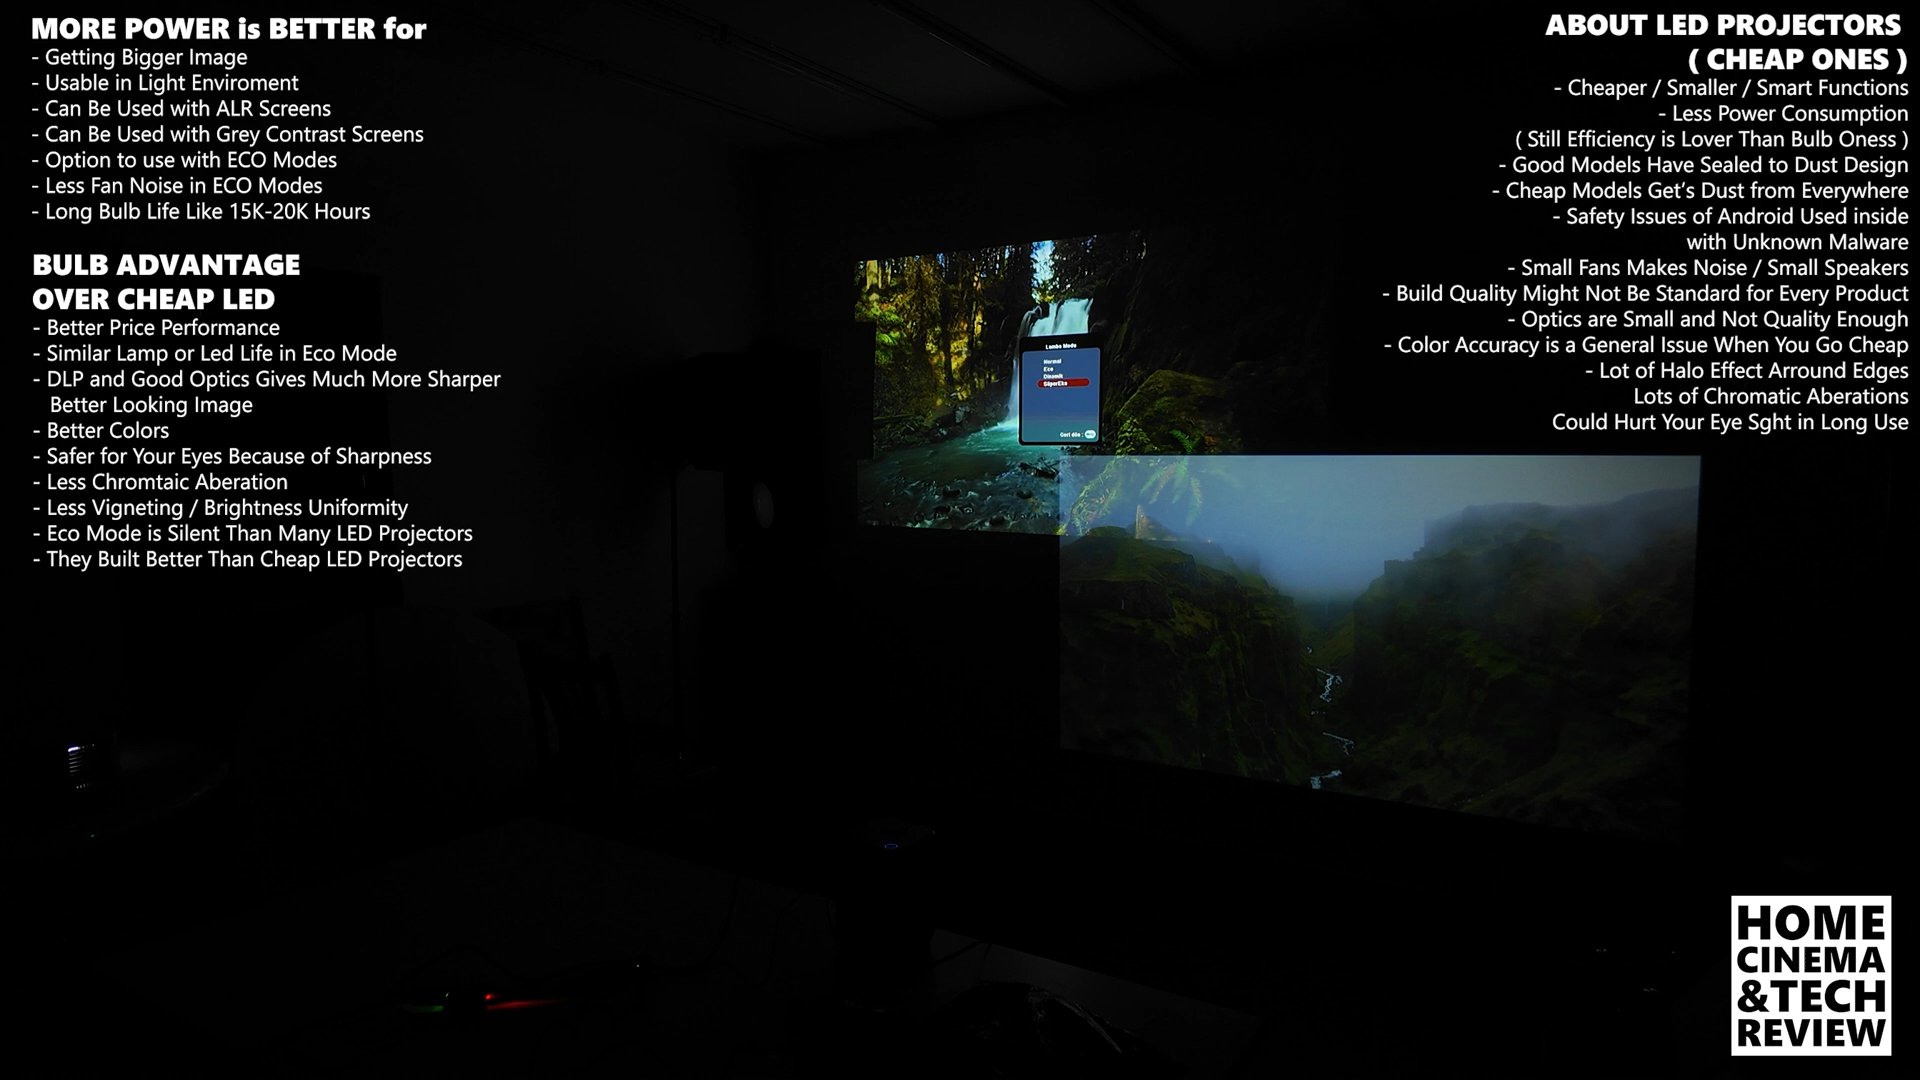 MORE POWER is BETTER for
- Getting Bigger Image
- Usable in Light Enviroment
- Can Be Used with ALR Screens
- Can Be Used with Grey Contrast Screens
- Option to use with ECO Modes
- Less Fan Noise in ECO Modes
- Long Bulb Life Like 15K-20K Hours
BULB ADVANTAGE
OVER CHEAP LED
- Better Price Performance
- Similar Lamp or Led Life in Eco Mode
- DLP and Good Optics Gives Much More Sharper
Better Looking Image
- Better Colors
- Safer for Your Eyes Because of Sharpness
- Less Chromtaic Aberation
- Less Vigneting / Brightness Uniformity
- Eco Mode is Silent Than Many LED Projectors
- They Built Better Than Cheap LED Projectors
ABOUT LED PROJECTORS
( CHEAP ONES )
- Cheaper / Smaller / Smart Functions
- Less Power Consumption
( Still Efficiency is Lover Than Bulb Oness )
- Good Models Have Sealed to Dust Design
- Cheap Models Get's Dust from Everywhere
- Safety Issues of Android Used inside
with Unknown Malware
- Small Fans Makes Noise / Small Speakers
- Build Quality Might Not Be Standard for Every Product
- Optics are Small and Not Quality Enough
- Color Accuracy is a General Issue When You Go Cheap
- Lot of Halo Effect Arround Edges
Lots of Chromatic Aberations
Could Hurt Your Eye Sght in Long Use
Lamba Modu
Normal
Eco
Dinamik
SüperEko
Geri dön :
HOME
CINEMA
&TECH
REVIEW